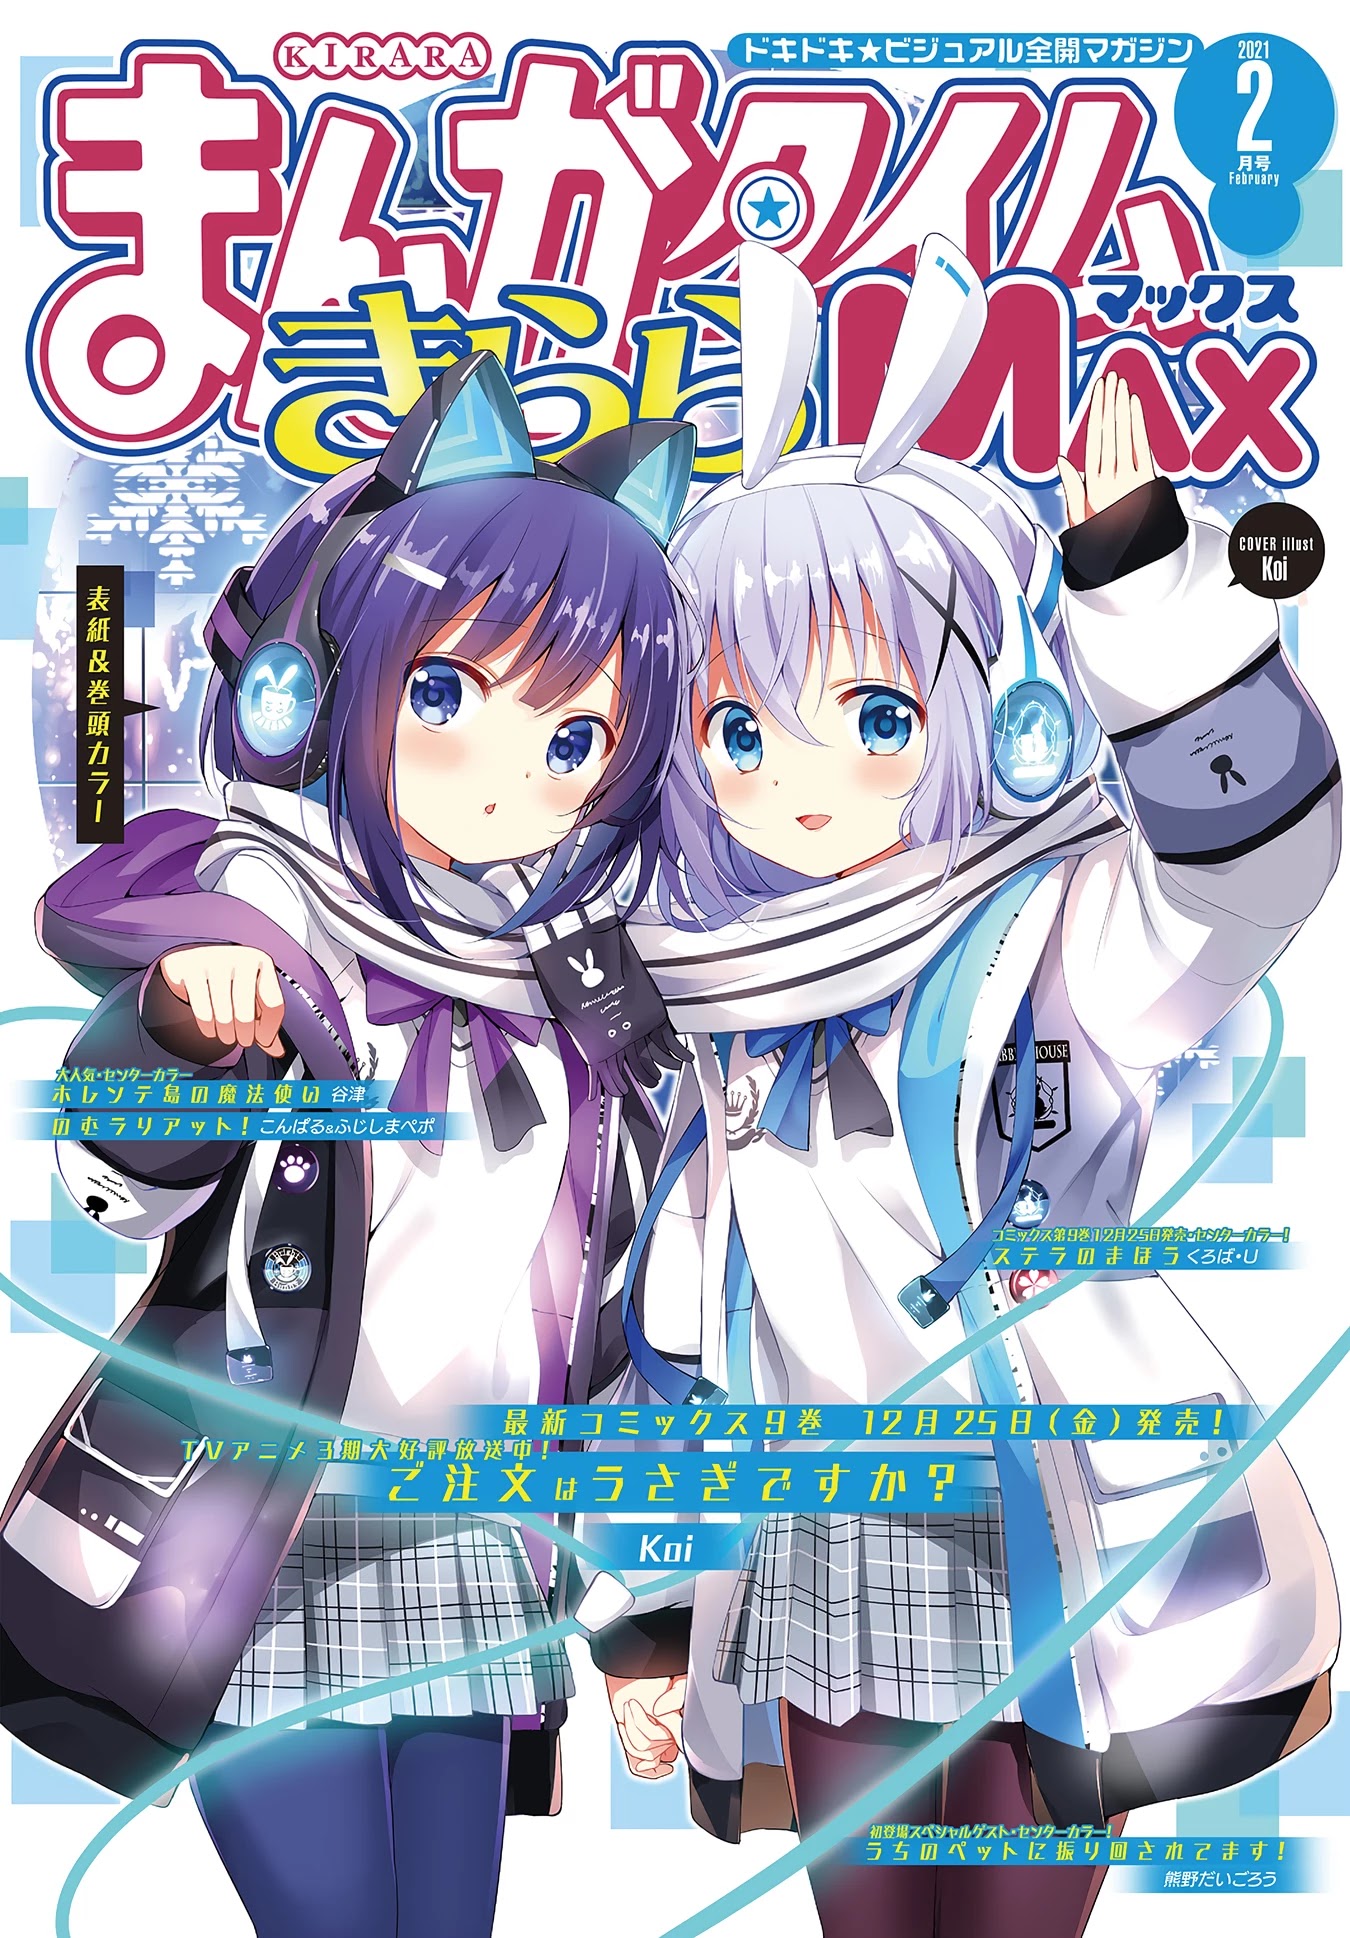 KIRARA
ドキドキ★ビジュアル全開マガジン
2021
2
月号
February
まんがタイム
きらら
マックス
MAX
COVER illust
Koi
表紙&巻頭カラー
大人気・センターカラー
ホレンテ島の魔法使い 谷津
のむラリアット! こんぱる&ふじしまペポ
コミックス第9巻12月25日発売・センターカラー!
ステラのまほう くろば・U
最新コミックス9巻 12月25日(金)発売!
TVアニメ3期大好評放送中!
ご注文はうさぎですか?
Koi
初登場スペシャルゲスト・センターカラー!
うちのペットに振り回されてます!
熊野だいごろう